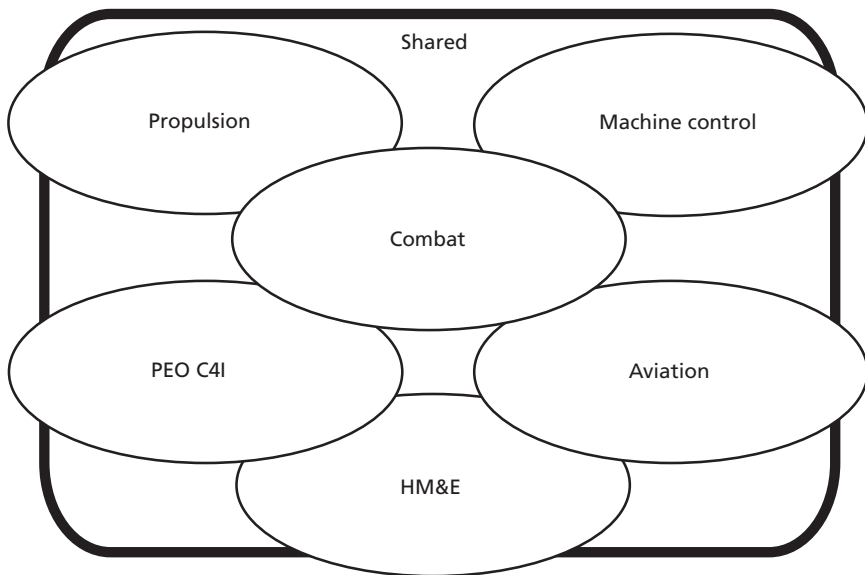 Shared
Propulsion
Machine control
Combat
PEO C4I
Aviation
HM&E